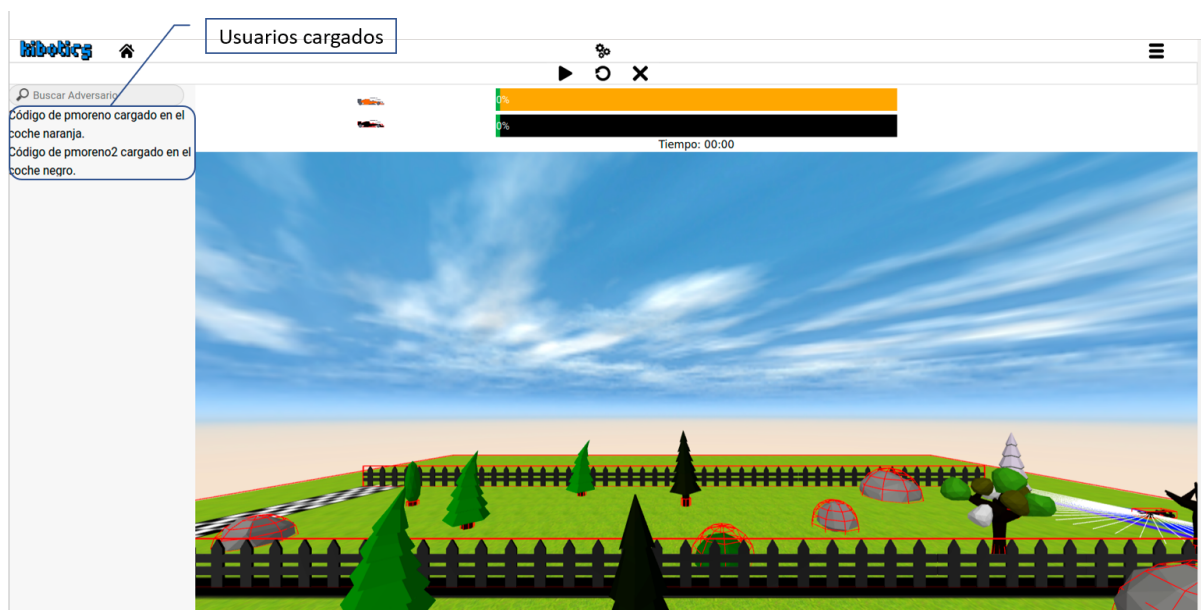 Usuarios cargados
kibotics
Buscar Adversario
Código de pmoreno cargado en el
coche naranja.
Código de pmoreno2 cargado en el
coche negro.
0%
0%
Tiempo: 00:00